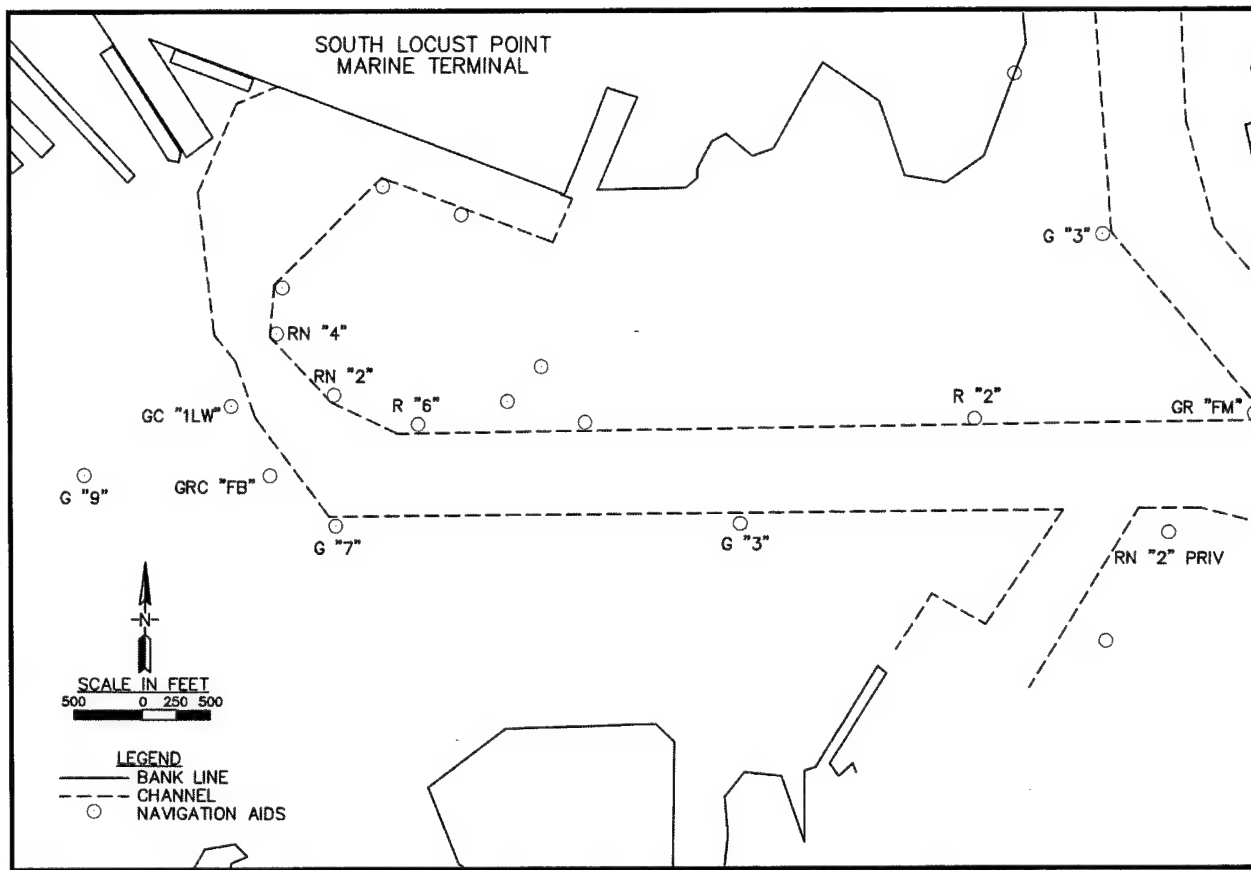 SOUTH LOCUST POINT
MARINE TERMINAL
G "3"
RN "4"
RN "2"
R "6"
R "2"
GR "FM"
GC "1LW"
GRC "FB"
G "9"
G "7"
G "3"
RN "2" PRIV
N
SCALE IN FEET
500 0 250 500
LEGEND
BANK LINE
CHANNEL
NAVIGATION AIDS